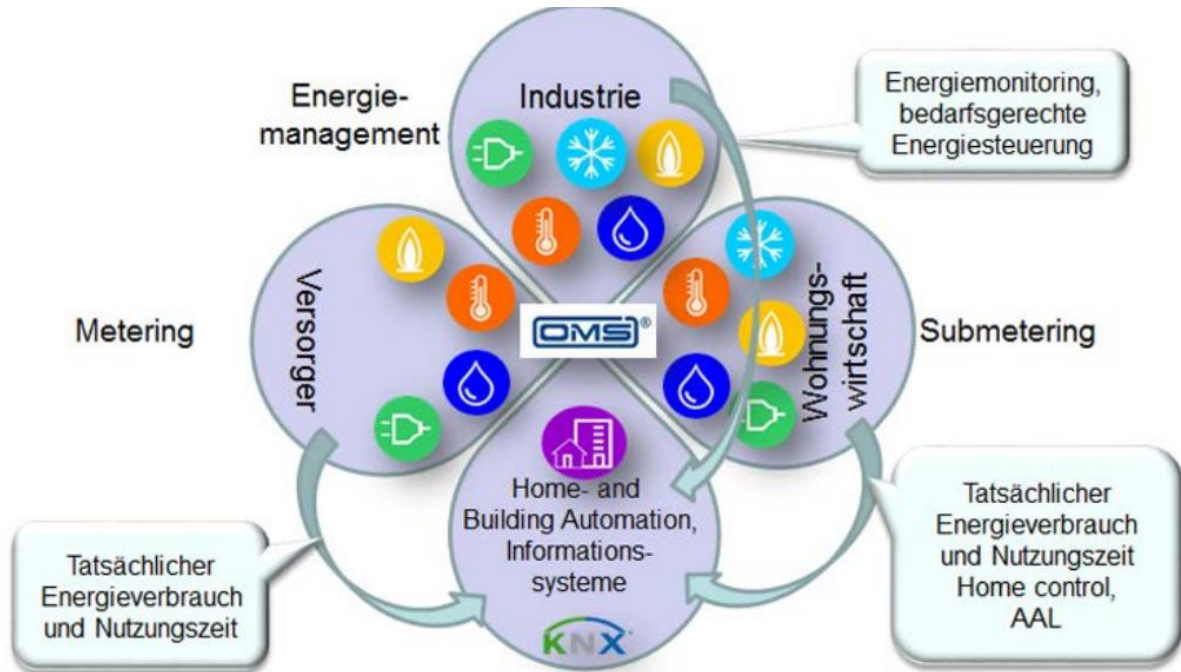 Energie-
management
Industrie
Energiemonitoring,
bedarfsgerechte
Energiesteuerung
Metering
Versorger
OMS®
Wohnungs-
wirtschaft
Submetering
Home- and
Building Automation,
Informations-
systeme
KNX
Tatsächlicher
Energieverbrauch
und Nutzungszeit
Tatsächlicher
Energieverbrauch
und Nutzungszeit
Home control,
AAL